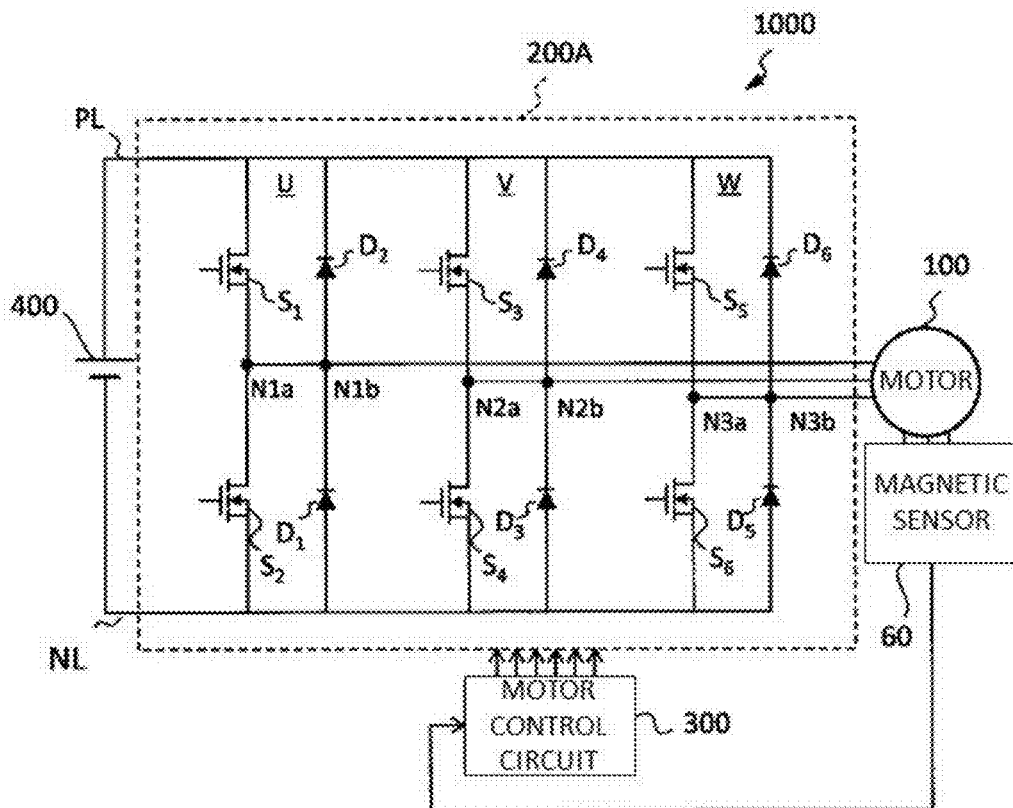 1000
200A
PL
U
V
W
D2
D4
D6
S1
S3
S5
100
400
MOTOR
N1a
N1b
N2a
N2b
N3a
N3b
MAGNETIC
SENSOR
D1
D3
D5
S2
S4
S6
60
NL
MOTOR
CONTROL
CIRCUIT
300